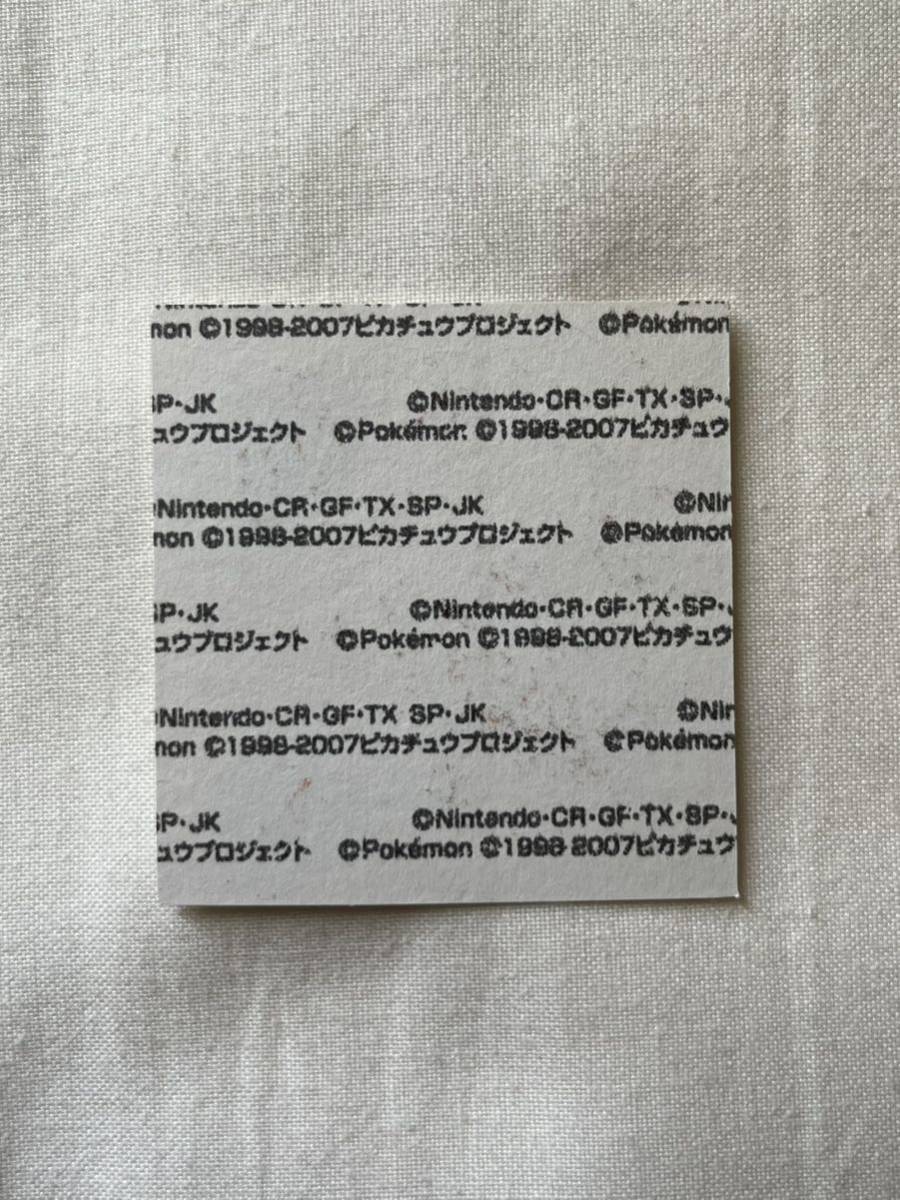 mon ©1998-2007ピカチュウプロジェクト ©Pokémon
SP・JK ©Nintendo・CR・GF・TX・SP・
ュウプロジェクト ©Pokémon ©1998-2007ピカチュウ
©Nintendo・CR・GF・TX・SP・JK ©Nin
mon ©1998-2007ピカチュウプロジェクト ©Pokémon
SP・JK ©Nintendo・CR・GF・TX・SP・
ュウプロジェクト ©Pokémon ©1998-2007ピカチュウ
©Nintendo・CR・GF・TX SP・JK ©Nin
mon ©1998-2007ピカチュウプロジェクト ©Pokémon
SP・JK ©Nintendo・CR・GF・TX・SP・
ュウプロジェクト ©Pokémon ©1998-2007ピカチュウ